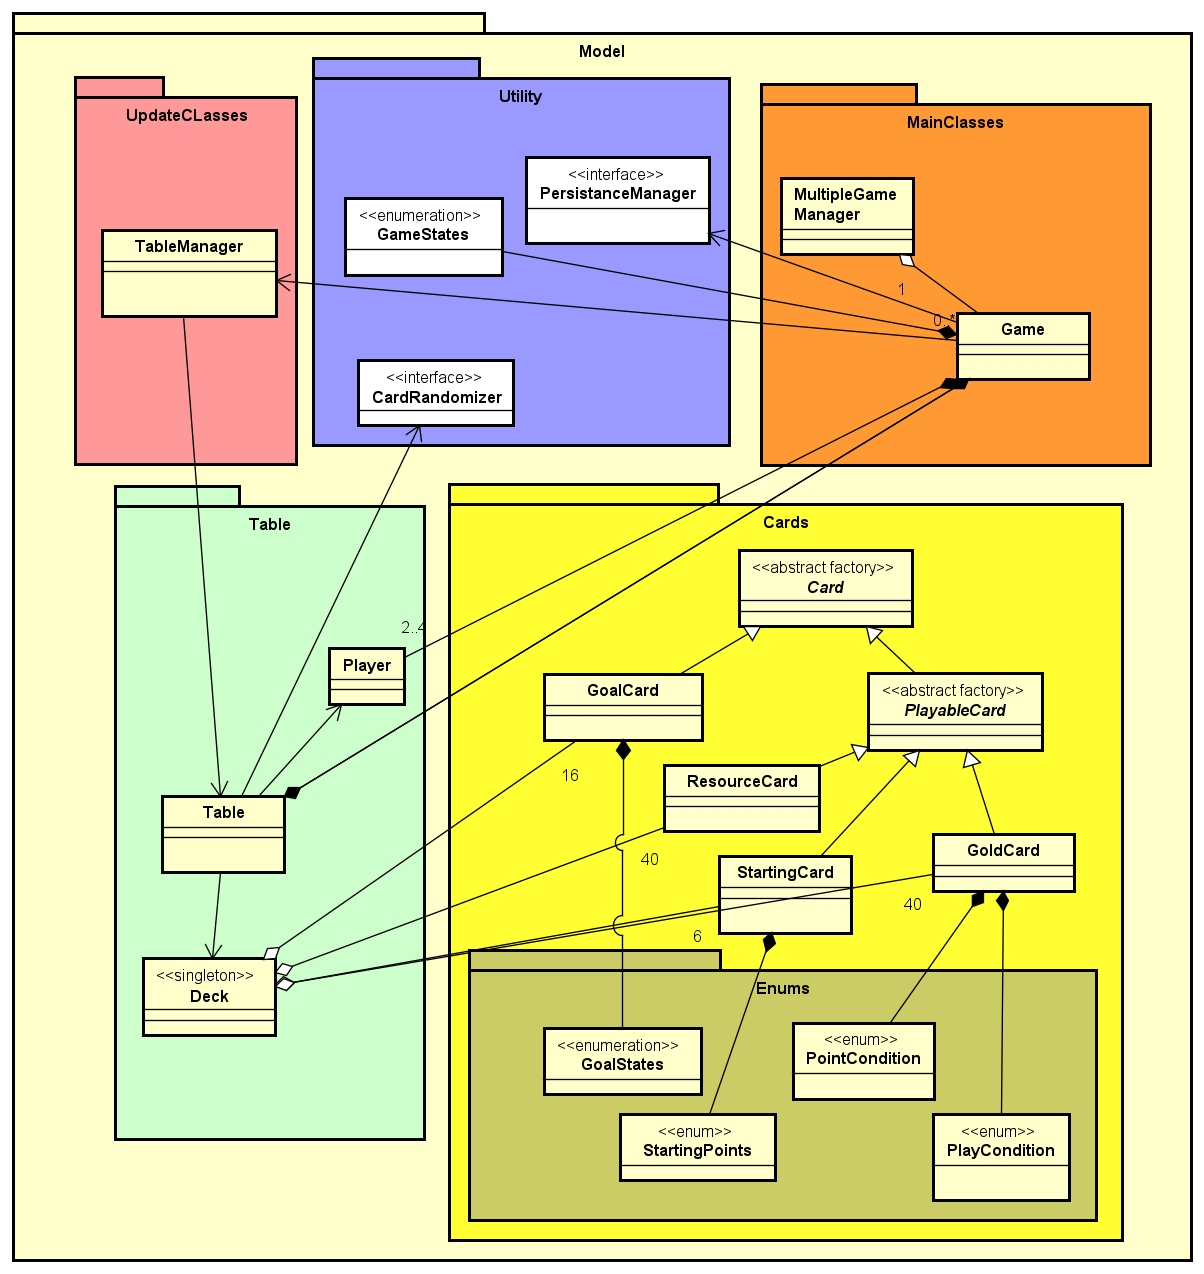 Model
UpdateCLasses
TableManager
Utility
<<interface>>
PersistanceManager
<<enumeration>>
GameStates
<<interface>>
CardRandomizer
MainClasses
MultipleGame
Manager
1
0..*
Game
Table
2..4
Player
Table
<<singleton>>
Deck
Cards
<<abstract factory>>
Card
GoalCard
<<abstract factory>>
PlayableCard
16
ResourceCard
40
StartingCard
GoldCard
40
6
Enums
<<enumeration>>
GoalStates
<<enum>>
PointCondition
<<enum>>
StartingPoints
<<enum>>
PlayCondition